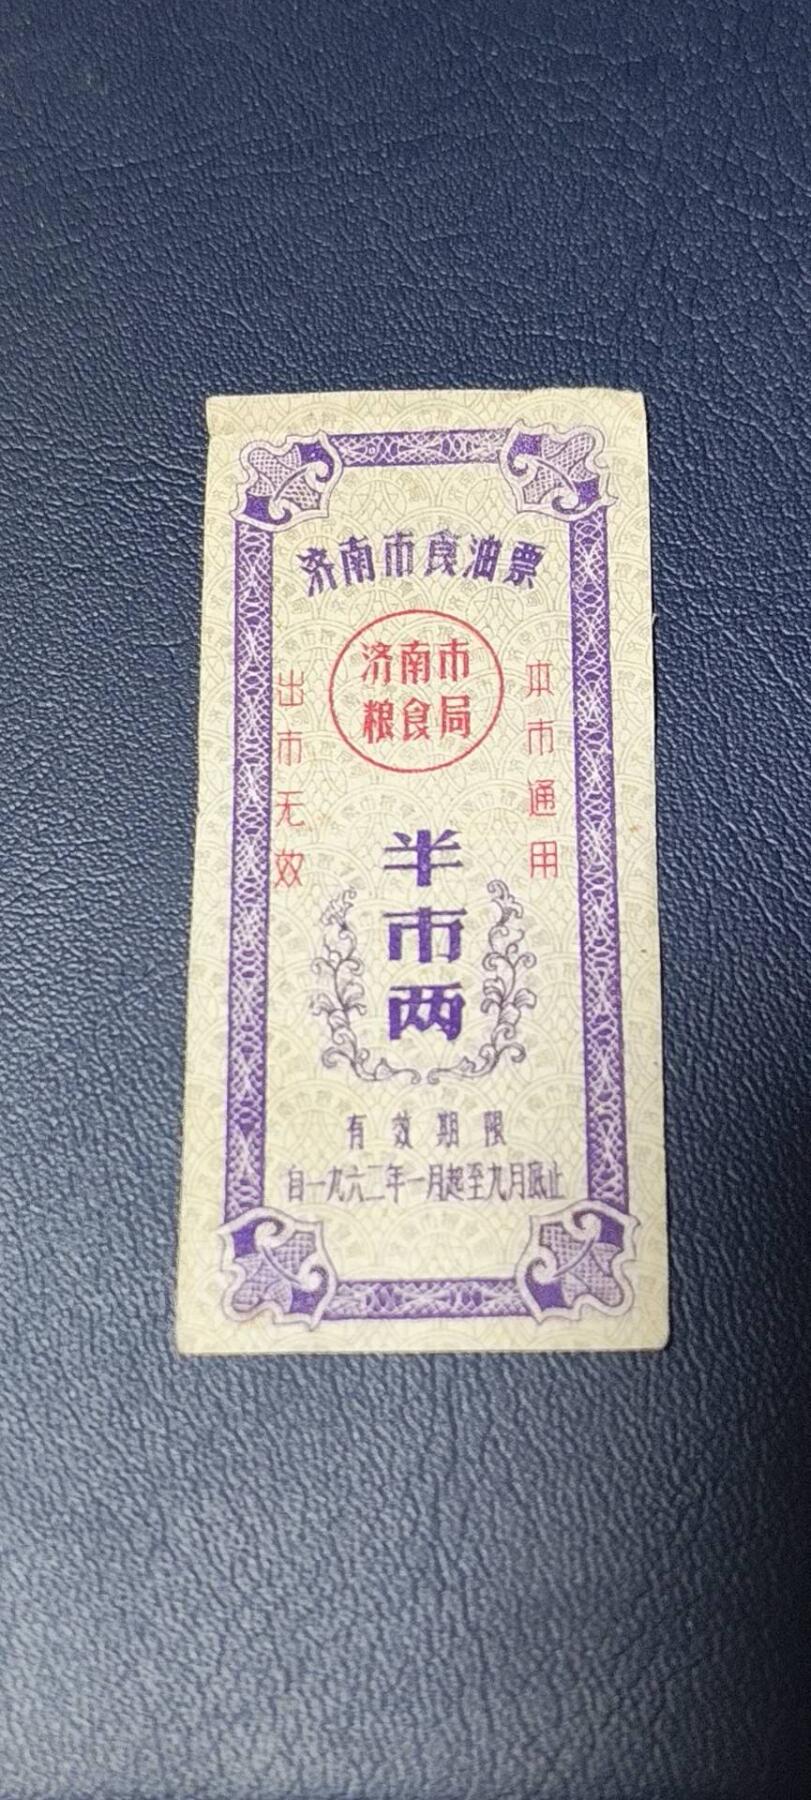 济南市食油票
济南市
粮食局
本市通用
出市无效
半市两
有效期限
自一九六二年一月起至九月底止